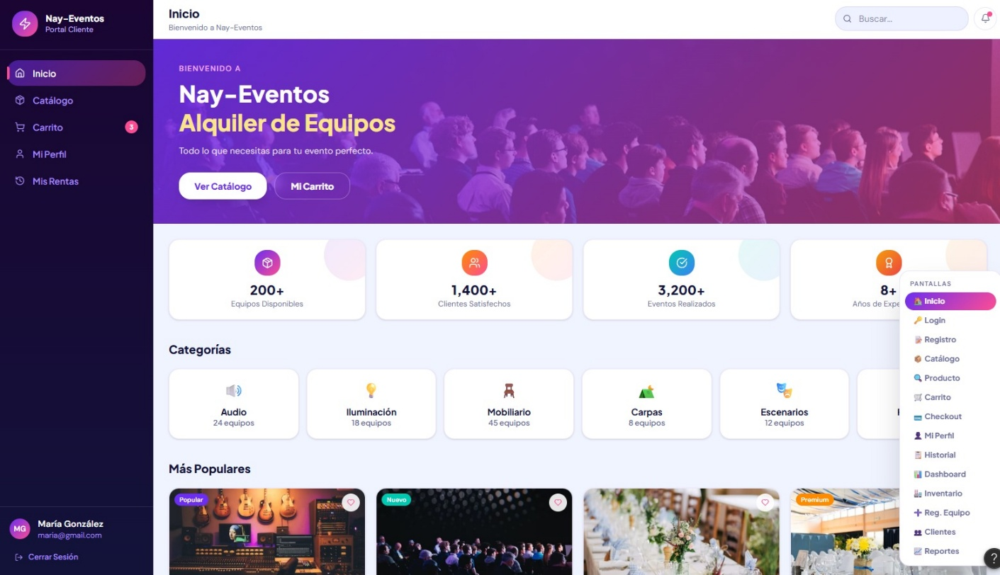 Nay-Eventos
Portal Cliente
Inicio
Catálogo
Carrito
3
Mi Perfil
Mis Rentas
MG
María González
maria@gmail.com
Cerrar Sesión
Inicio
Bienvenido a Nay-Eventos
Buscar...
BIENVENIDO A
Nay-Eventos
Alquiler de Equipos
Todo lo que necesitas para tu evento perfecto.
Ver Catálogo
Mi Carrito
200+
Equipos Disponibles
1,400+
Clientes Satisfechos
3,200+
Eventos Realizados
8+
Años de Expe
Categorías
Audio
24 equipos
Iluminación
18 equipos
Mobiliario
45 equipos
Carpas
8 equipos
Escenarios
12 equipos
Más Populares
Popular
Nuevo
Premium
PANTALLAS
Inicio
Login
Registro
Catálogo
Producto
Carrito
Checkout
Mi Perfil
Historial
Dashboard
Inventario
Reg. Equipo
Clientes
Reportes
?